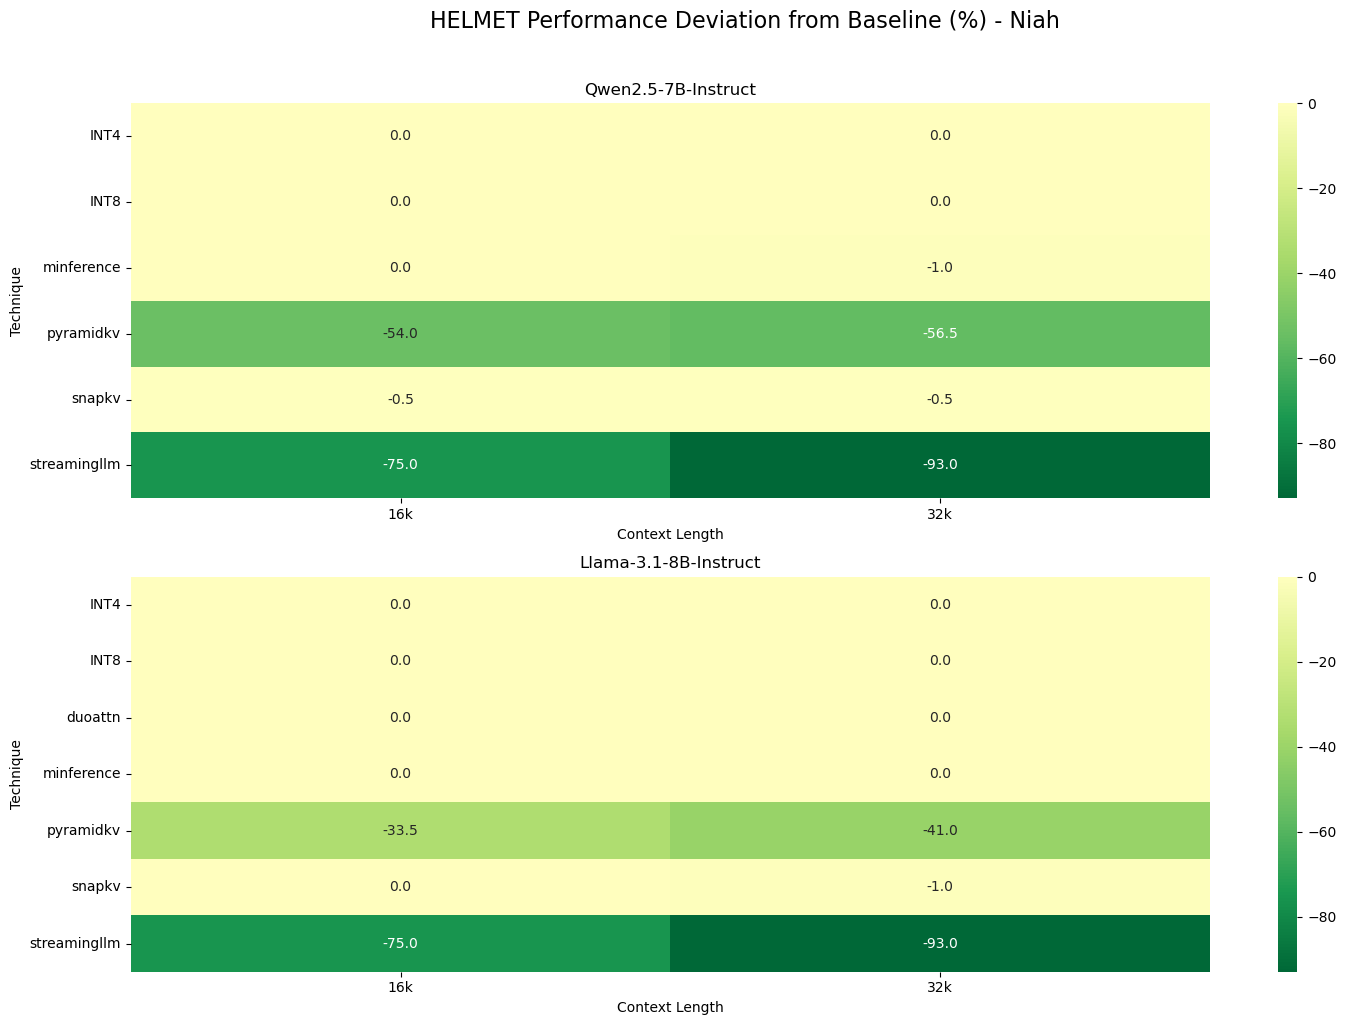 HELMET Performance Deviation from Baseline (%) - Niah
Qwen2.5-7B-Instruct
Technique
INT4 0.0 0.0
INT8 0.0 0.0
minference 0.0 -1.0
pyramidkv -54.0 -56.5
snapkv -0.5 -0.5
streamingllm -75.0 -93.0
16k 32k
Context Length
0
−20
−40
−60
−80
Llama-3.1-8B-Instruct
Technique
INT4 0.0 0.0
INT8 0.0 0.0
duoattn 0.0 0.0
minference 0.0 0.0
pyramidkv -33.5 -41.0
snapkv 0.0 -1.0
streamingllm -75.0 -93.0
16k 32k
Context Length
0
−20
−40
−60
−80